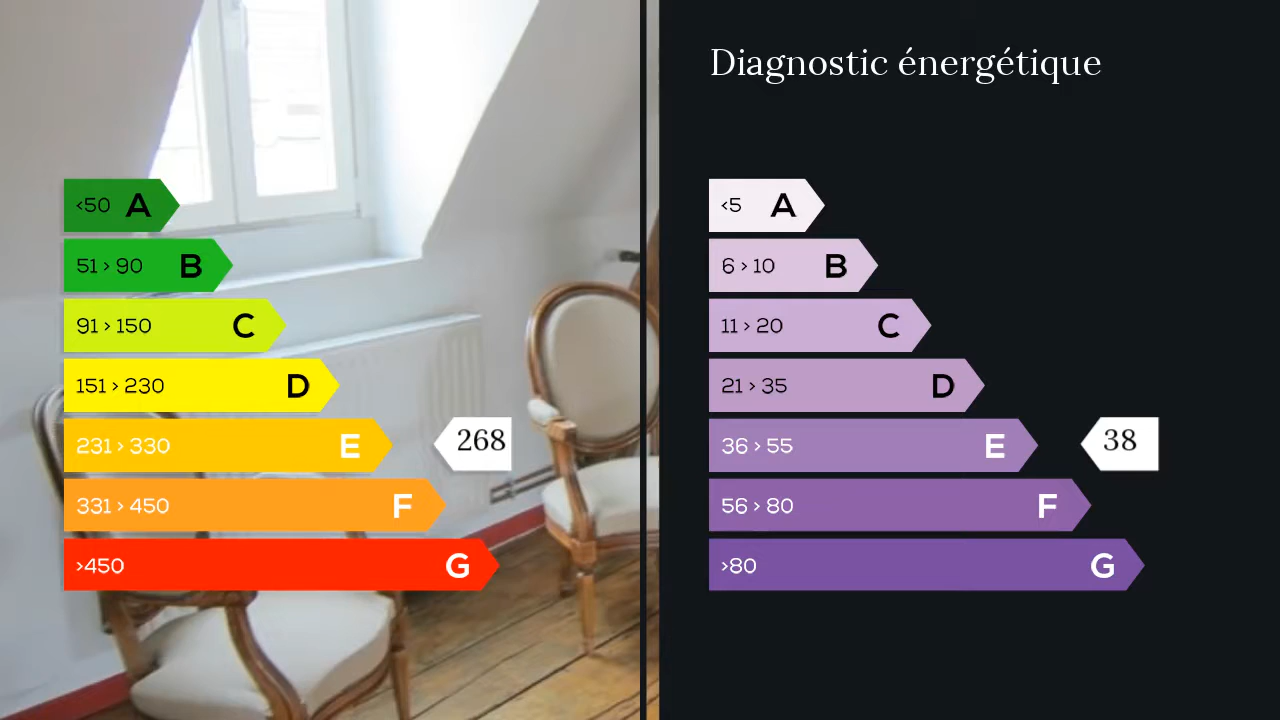 Diagnostic énergétique
<50 A
51 > 90 B
91 > 150 C
151 > 230 D
231 > 330 E
268
331 > 450 F
>450 G
<5 A
6 > 10 B
11 > 20 C
21 > 35 D
36 > 55 E
38
56 > 80 F
>80 G